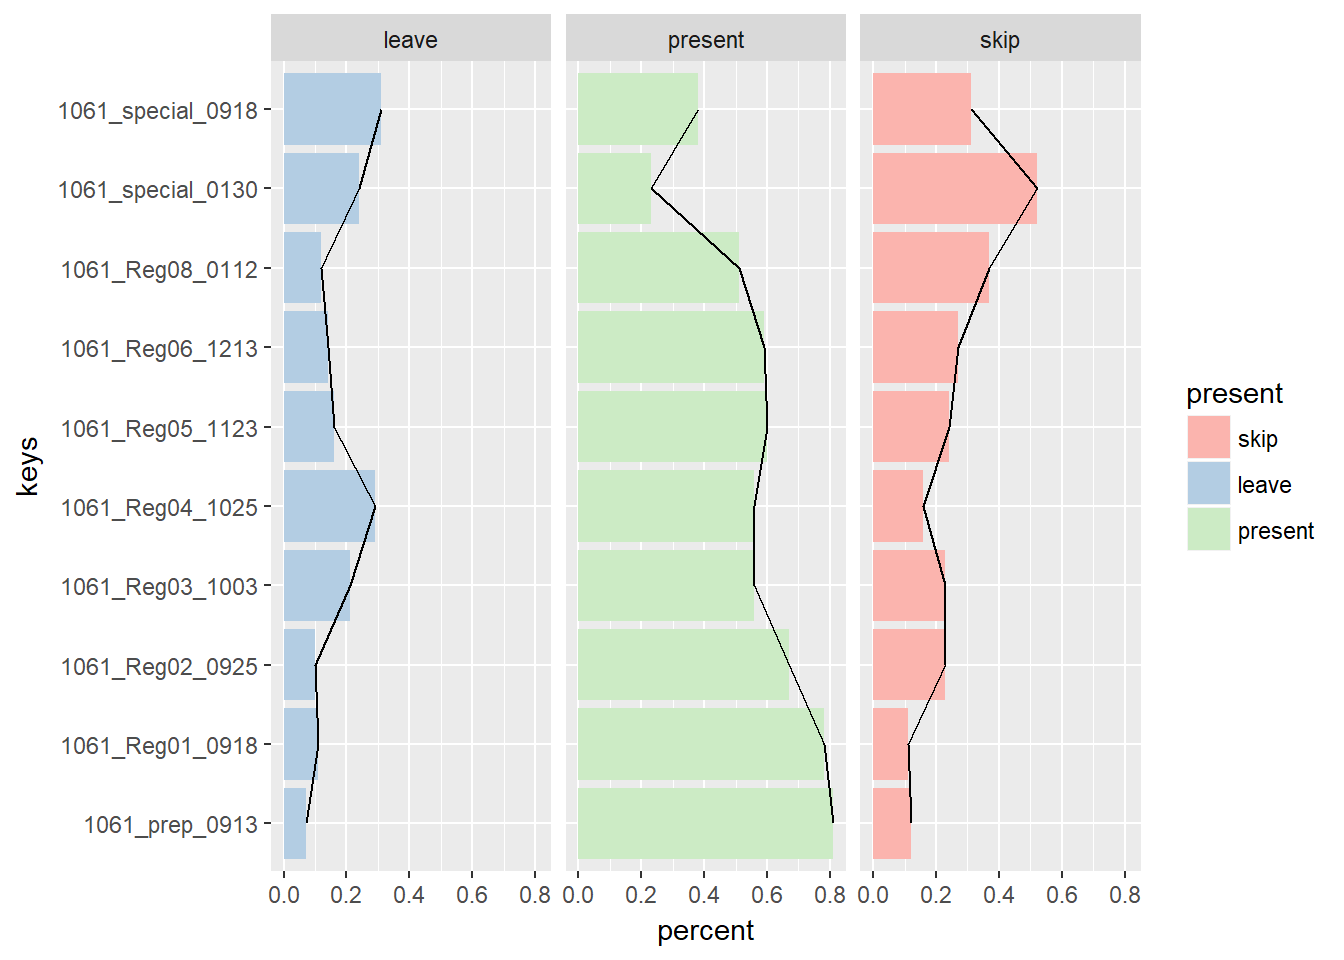 leave
present
skip
1061_special_0918
1061_special_0130
1061_Reg08_0112
1061_Reg06_1213
1061_Reg05_1123
1061_Reg04_1025
1061_Reg03_1003
1061_Reg02_0925
1061_Reg01_0918
1061_prep_0913
keys
0.0 0.2 0.4 0.6 0.8
0.0 0.2 0.4 0.6 0.8
0.0 0.2 0.4 0.6 0.8
percent
present
skip
leave
present